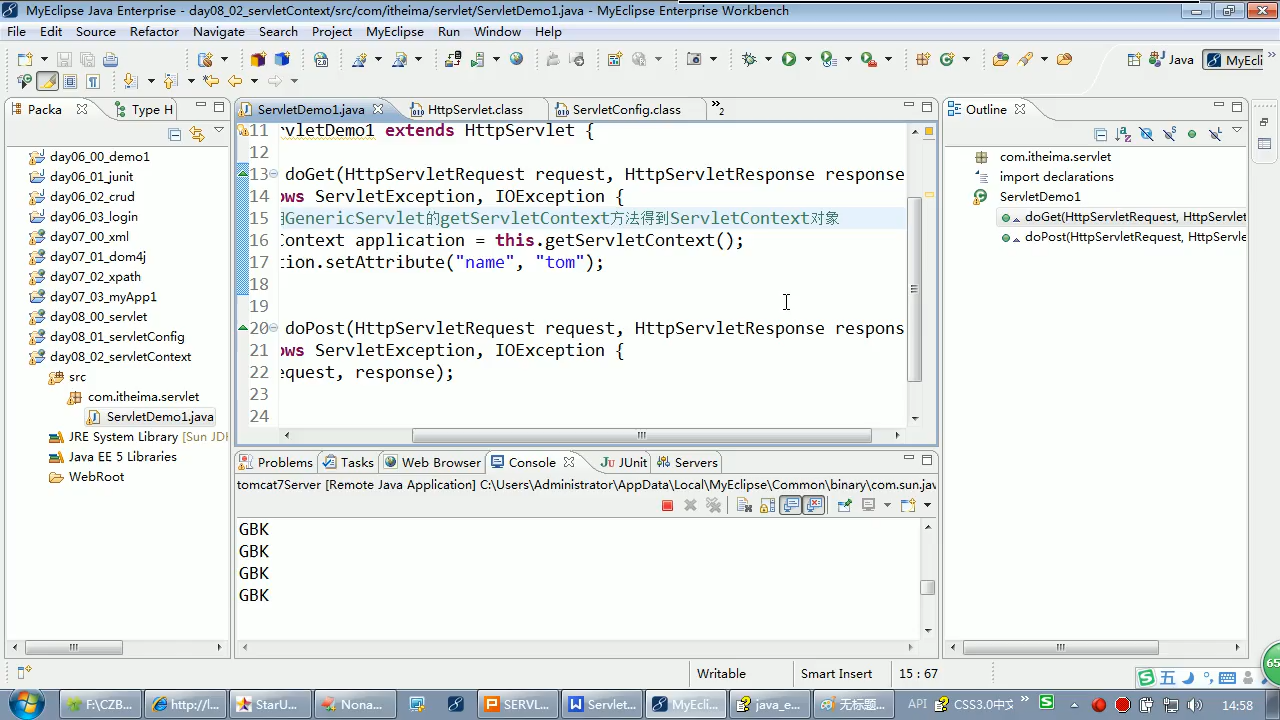 MyEclipse Java Enterprise - day08_02_servletContext/src/com/itheima/servlet/ServletDemo1.java - MyEclipse Enterprise Workbench
File Edit Source Refactor Navigate Search Project MyEclipse Run Window Help
Java MyEcli
Packa Type H
ServletDemo1.java HttpServlet.class ServletConfig.class »2
Outline
day06_00_demo1
day06_01_junit
day06_02_crud
day06_03_login
day07_00_xml
day07_01_dom4j
day07_02_xpath
day07_03_myApp1
day08_00_servlet
day08_01_servletConfig
day08_02_servletContext
src
com.itheima.servlet
ServletDemo1.java
JRE System Library [Sun JDK
Java EE 5 Libraries
WebRoot
11 rvletDemo1 extends HttpServlet {
12
13 doGet(HttpServletRequest request, HttpServletResponse response
14 ows ServletException, IOException {
15 GenericServlet的getServletContext方法得到ServletContext对象
16 Context application = this.getServletContext();
17 tion.setAttribute("name", "tom");
18
19
20 doPost(HttpServletRequest request, HttpServletResponse respons
21 ows ServletException, IOException {
22 equest, response);
23
24
com.itheima.servlet
import declarations
ServletDemo1
doGet(HttpServletRequest, HttpServlet
doPost(HttpServletRequest, HttpServle
Problems Tasks Web Browser Console JUnit Servers
tomcat7Server [Remote Java Application] C:\Users\Administrator\AppData\Local\MyEclipse\Common\binary\com.sun.jav
GBK
GBK
GBK
GBK
Writable Smart Insert 15 : 67
65
五
F:\CZB... http://l... StarU... Nona... SERVL... Servlet... MyEcli... java_e... 无标题... API CSS3.0中文 » 14:58